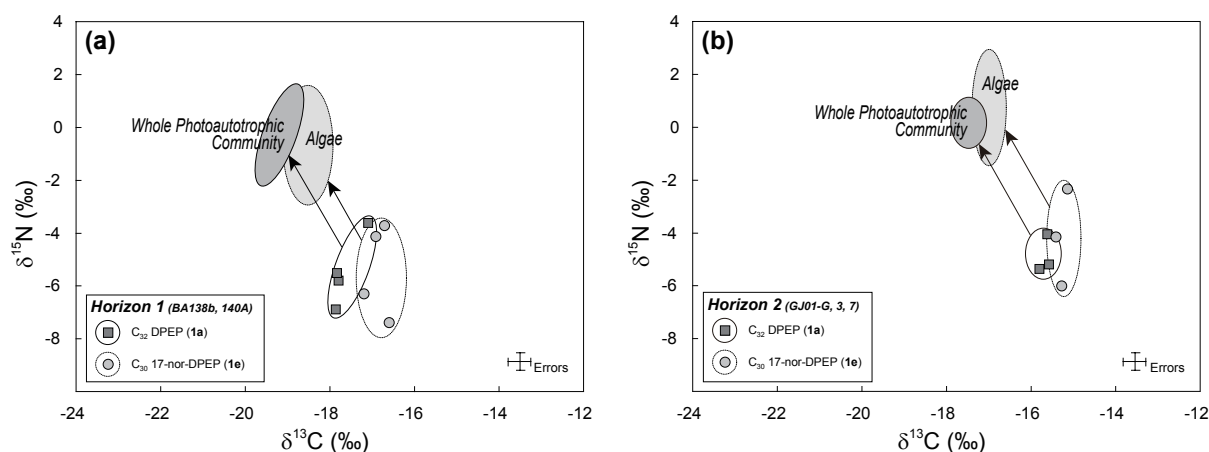 (a)
4
2
0
-2
-4
-6
-8
δ¹⁵N (‰)
Whole Photoautotrophic
Community
Algae
Horizon 1 (BA138b, 140A)
C₃₂ DPEP (1a)
C₃₀ 17-nor-DPEP (1e)
Errors
-24 -22 -20 -18 -16 -14 -12
δ¹³C (‰)
(b)
4
2
0
-2
-4
-6
-8
δ¹⁵N (‰)
Algae
Whole Photoautotrophic
Community
Horizon 2 (GJ01-G, 3, 7)
C₃₂ DPEP (1a)
C₃₀ 17-nor-DPEP (1e)
Errors
-24 -22 -20 -18 -16 -14 -12
δ¹³C (‰)